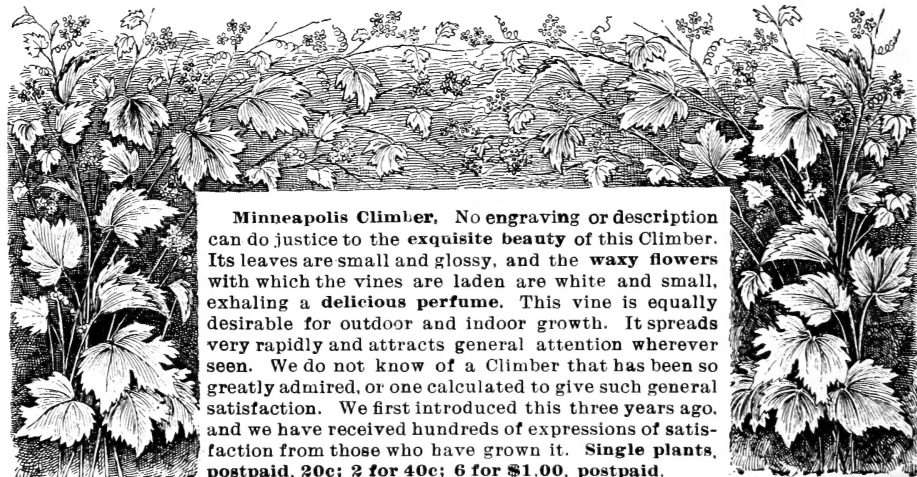 Minneapolis Climber, No engraving or description
can do justice to the exquisite beauty of this Climber.
Its leaves are small and glossy, and the waxy flowers
with which the vines are laden are white and small,
exhaling a delicious perfume. This vine is equally
desirable for outdoor and indoor growth. It spreads
very rapidly and attracts general attention wherever
seen. We do not know of a Climber that has been so
greatly admired, or one calculated to give such general
satisfaction. We first introduced this three years ago,
and we have received hundreds of expressions of satis-
faction from those who have grown it. Single plants,
postpaid, 20c; 2 for 40c; 6 for $1.00, postpaid.